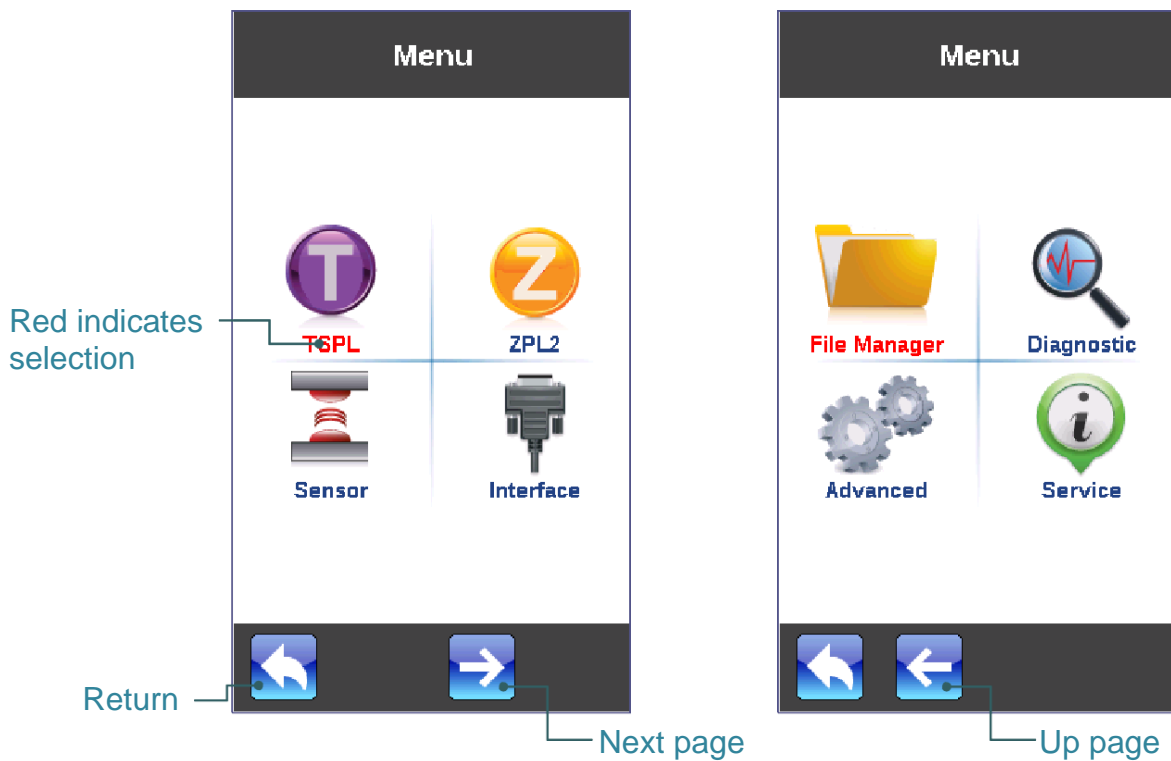 Menu
T
Z
TSPL
ZPL2
Sensor
Interface
Red indicates
selection
Return
Next page
Menu
File Manager
Diagnostic
i
Advanced
Service
Up page